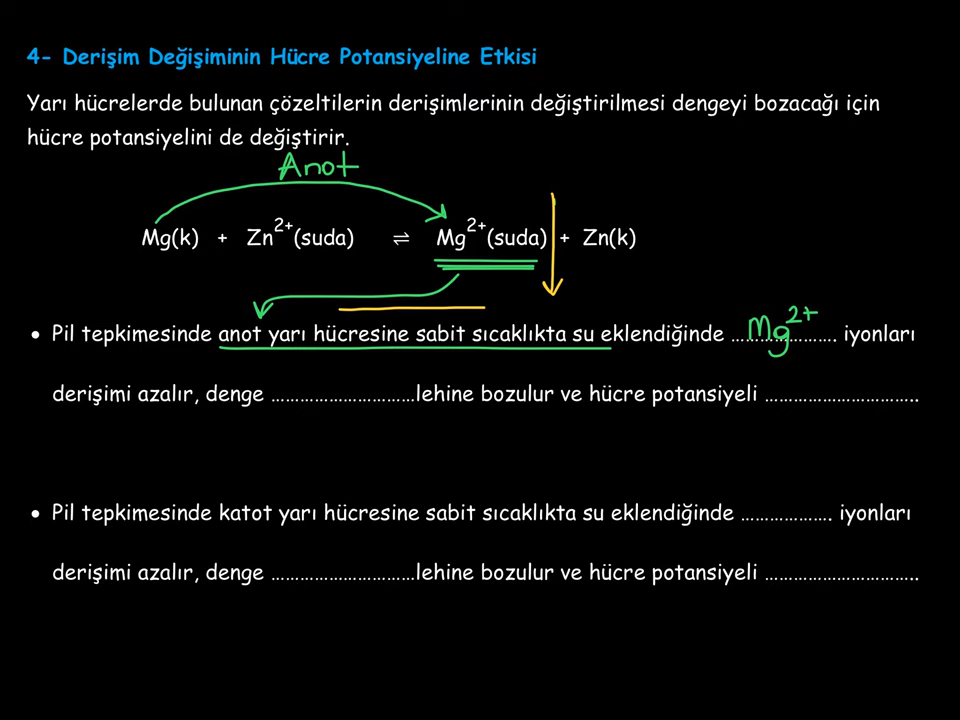 4- Derişim Değişiminin Hücre Potansiyeline Etkisi
Yarı hücrelerde bulunan çözeltilerin derişimlerinin değiştirilmesi dengeyi bozacağı için
hücre potansiyelini de değiştirir.
Anot
Mg(k) + Zn²⁺(suda) ⇌ Mg²⁺(suda) + Zn(k)
• Pil tepkimesinde anot yarı hücresine sabit sıcaklıkta su eklendiğinde ...Mg²⁺... iyonları
derişimi azalır, denge …………………………lehine bozulur ve hücre potansiyeli …………………………..
• Pil tepkimesinde katot yarı hücresine sabit sıcaklıkta su eklendiğinde ………………. iyonları
derişimi azalır, denge …………………………lehine bozulur ve hücre potansiyeli …………………………..